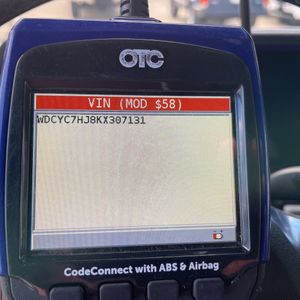 OTC
VIN (MOD $58)
WDCYC7HJ8KX307131
CodeConnect with ABS & Airbag